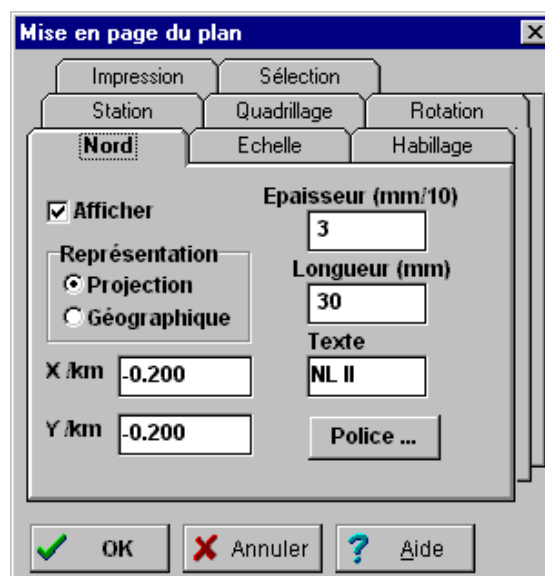 Mise en page du plan
Impression Sélection
Station Quadrillage Rotation
Nord Echelle Habillage
Afficher
Epaisseur (mm/10)
3
Représentation
Projection
Géographique
Longueur (mm)
30
Texte
NL II
X /km -0.200
Y /km -0.200
Police ...
OK Annuler Aide